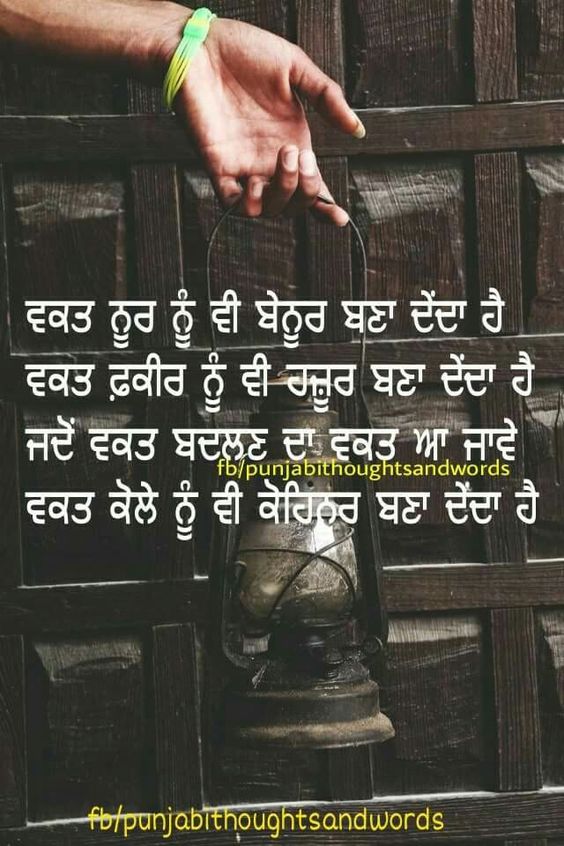 ਵਕਤ ਨੂਰ ਨੂੰ ਵੀ ਬੇਨੂਰ ਬਣਾ ਦੇਂਦਾ ਹੈ
ਵਕਤ ਫ਼ਕੀਰ ਨੂੰ ਵੀ ਹਜ਼ੂਰ ਬਣਾ ਦੇਂਦਾ ਹੈ
ਜਦੋਂ ਵਕਤ ਬਦਲਣ ਦਾ ਵਕਤ ਆ ਜਾਵੇ
fb/punjabithoughtsandwords
ਵਕਤ ਕੋਲੇ ਨੂੰ ਵੀ ਕੋਹਿਨੂਰ ਬਣਾ ਦੇਂਦਾ ਹੈ
fb/punjabithoughtsandwords